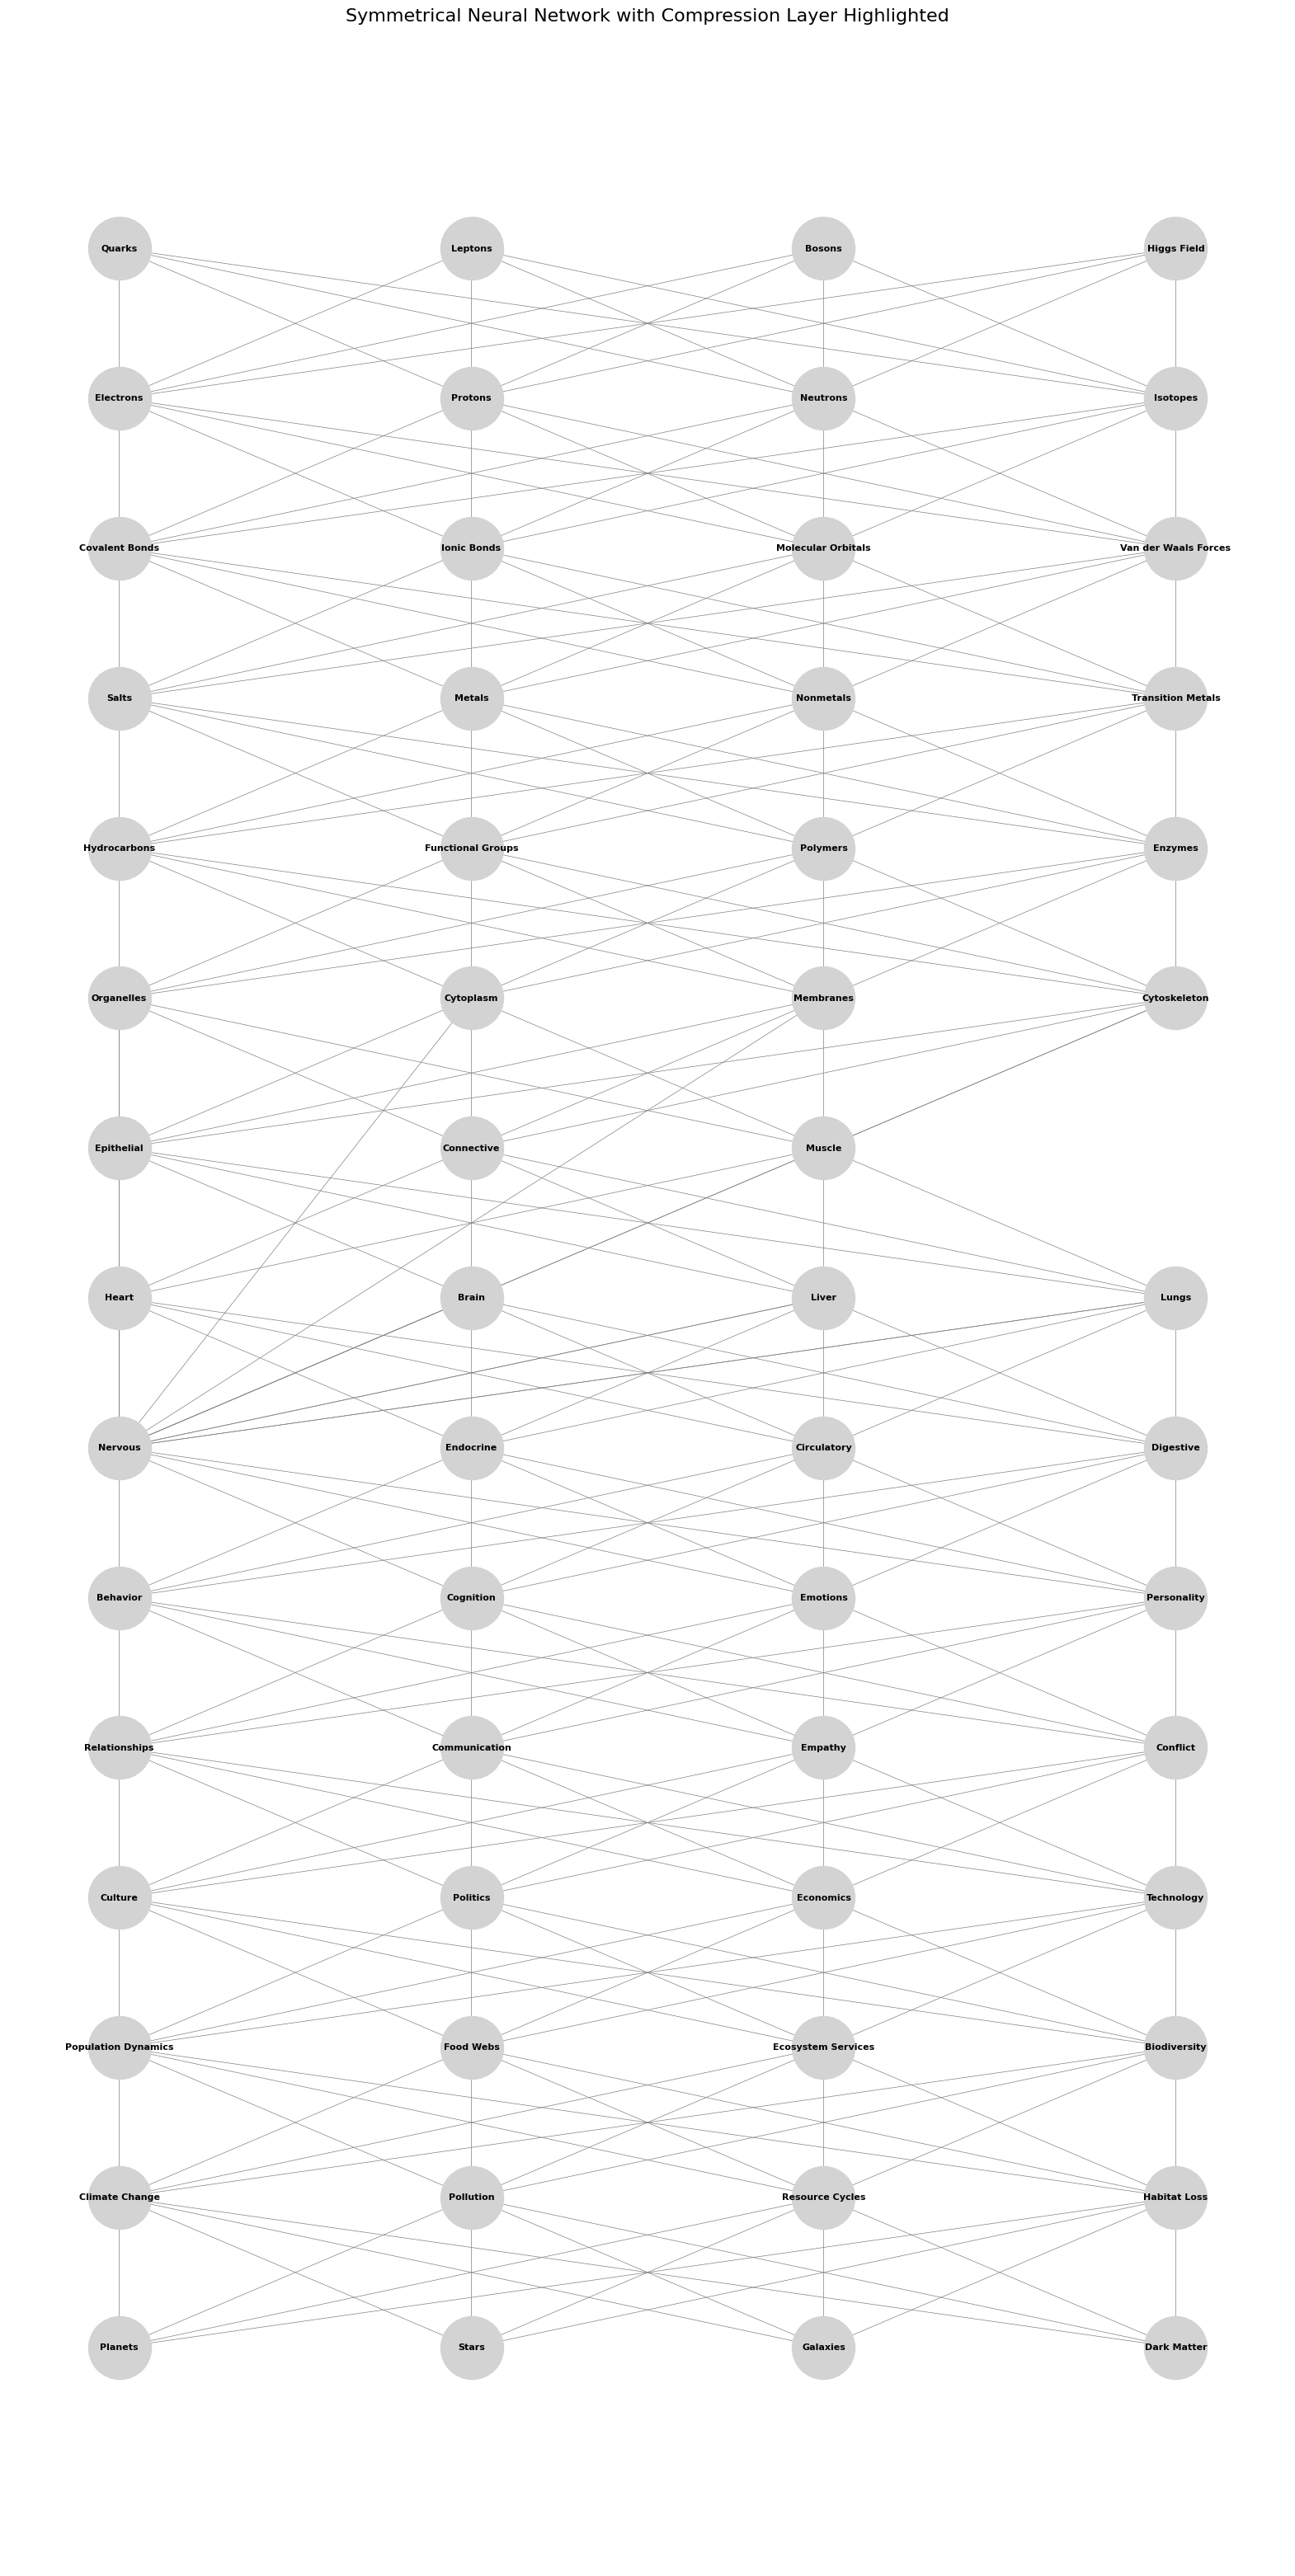 Symmetrical Neural Network with Compression Layer Highlighted
Quarks Leptons Bosons Higgs Field
Electrons Protons Neutrons Isotopes
Covalent Bonds Ionic Bonds Molecular Orbitals Van der Waals Forces
Salts Metals Nonmetals Transition Metals
Hydrocarbons Functional Groups Polymers Enzymes
Organelles Cytoplasm Membranes Cytoskeleton
Epithelial Connective Muscle
Heart Brain Liver Lungs
Nervous Endocrine Circulatory Digestive
Behavior Cognition Emotions Personality
Relationships Communication Empathy Conflict
Culture Politics Economics Technology
Population Dynamics Food Webs Ecosystem Services Biodiversity
Climate Change Pollution Resource Cycles Habitat Loss
Planets Stars Galaxies Dark Matter